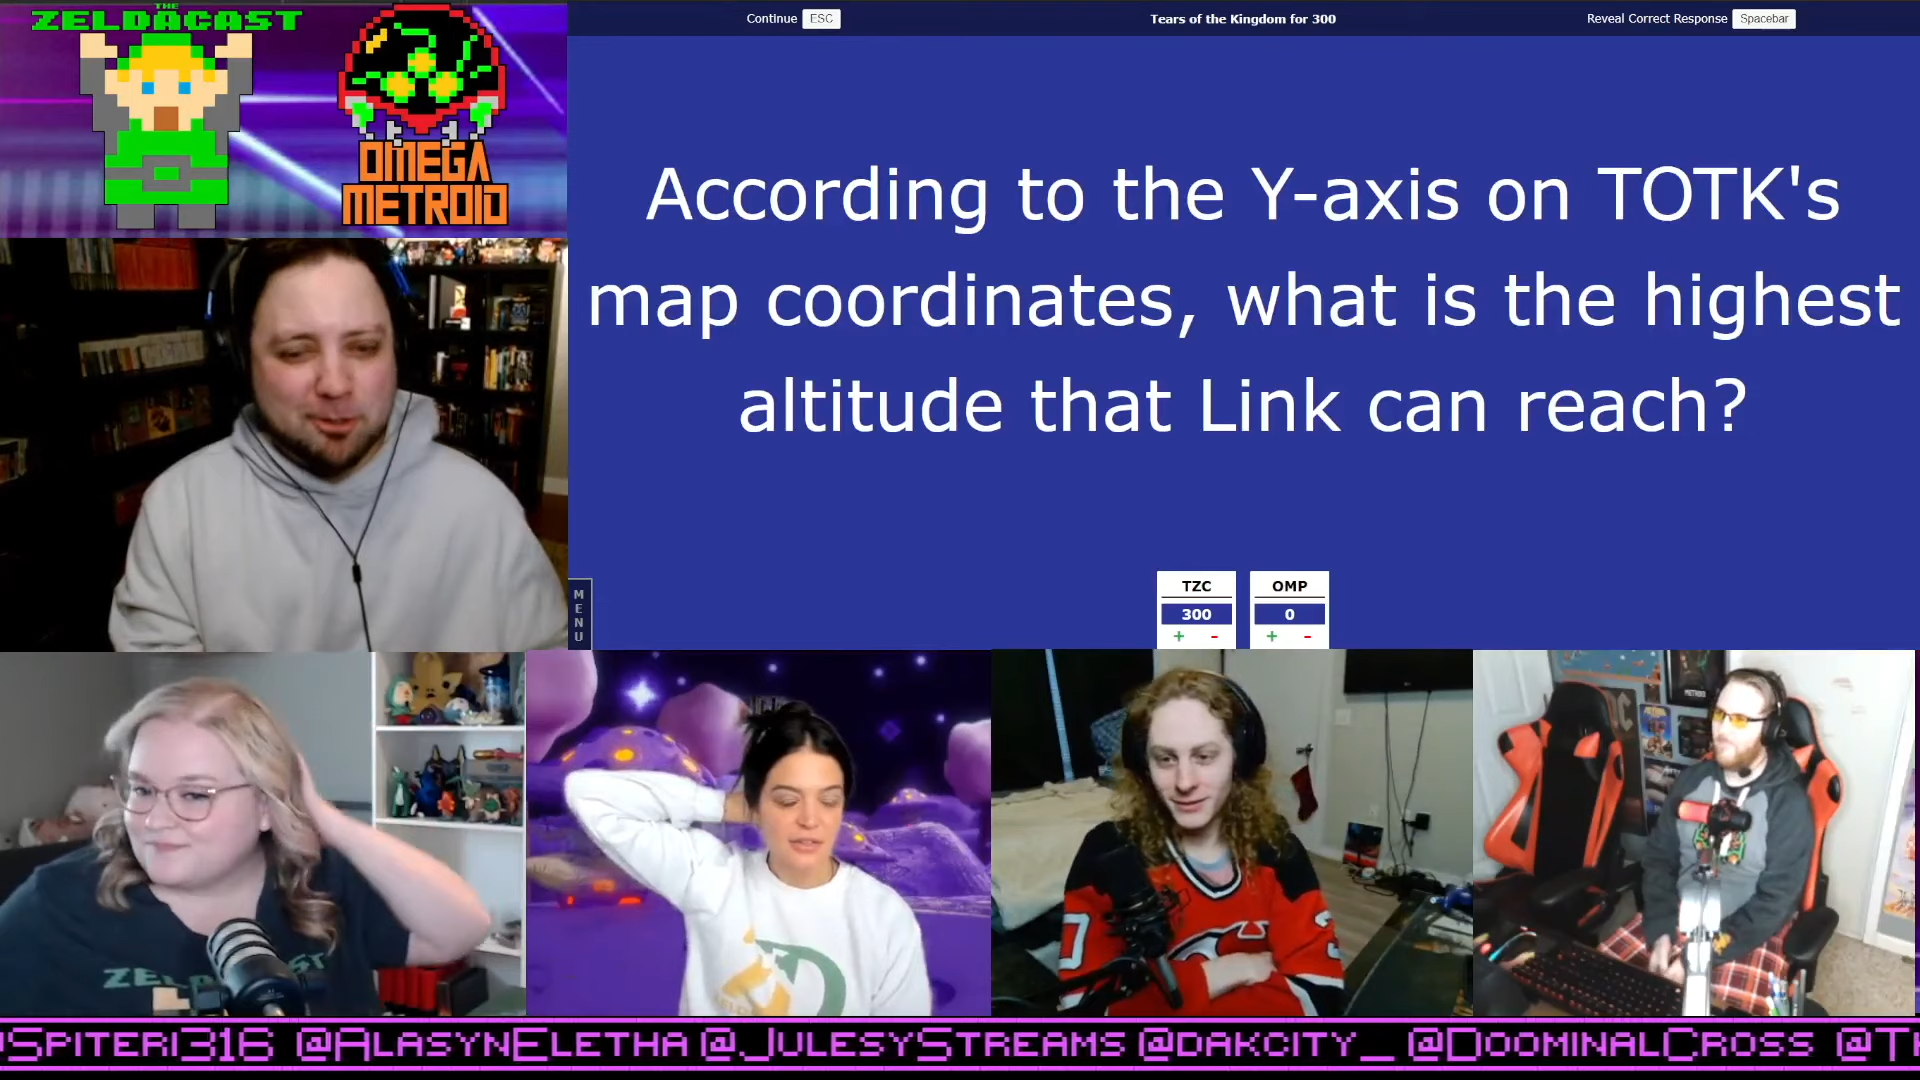 THE
ZELDACAST
OMEGA
METROID
Continue ESC
Tears of the Kingdom for 300
Reveal Correct Response Spacebar
According to the Y-axis on TOTK's
map coordinates, what is the highest
altitude that Link can reach?
MENU
TZC
300
+ -
OMP
0
+ -
ZELDACAST
SPITERI316 @ALASYNELETHA @JULESYSTREAMS @DAKCITY_ @DOOMINALCROSS @T